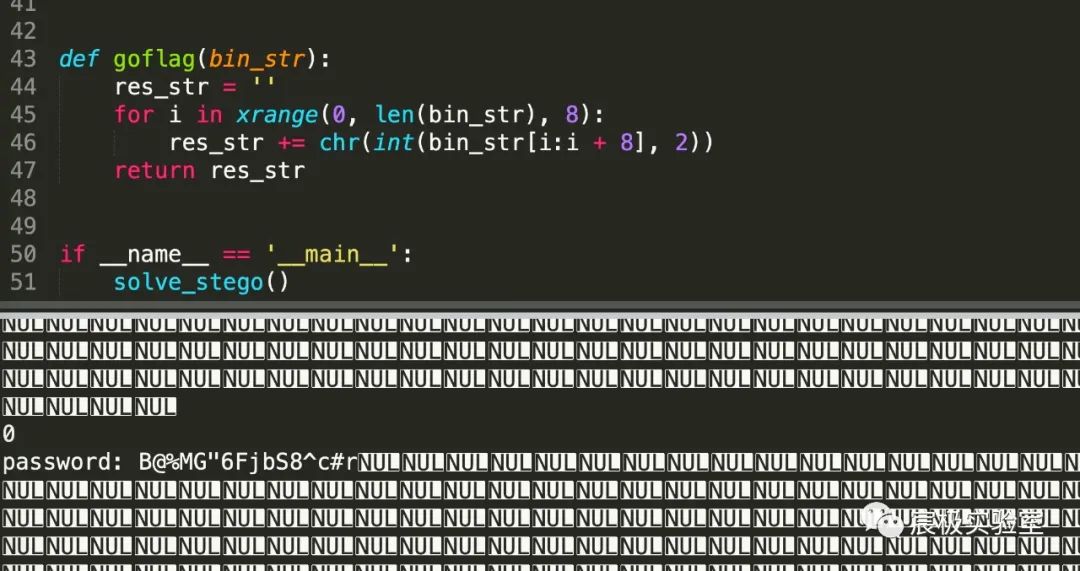 41
42
43 def goflag(bin_str):
44 res_str = ''
45 for i in xrange(0, len(bin_str), 8):
46 res_str += chr(int(bin_str[i:i + 8], 2))
47 return res_str
48
49
50 if __name__ == '__main__':
51 solve_stego()
NULNULNULNULNULNULNULNULNULNULNULNULNULNULNULNULNULNULNULNULNULNULNULNUL
NULNULNULNULNULNULNULNULNULNULNULNULNULNULNULNULNULNULNULNULNULNULNULNUL
NULNULNULNULNULNULNULNULNULNULNULNULNULNULNULNULNULNULNULNULNULNULNULNUL
NULNULNULNUL
0
password: B@%MG"6FjbS8^c#rNULNULNULNULNULNULNULNULNULNULNULNULNULNULNULNUL
NULNULNULNULNULNULNULNULNULNULNULNULNULNULNULNULNULNULNULNULNULNULNULNUL
NULNULNULNULNULNULNULNULNULNULNULNULNULNULNULNULNULNULNUL
宸极实验室
NULNULNULNULNULNULNULNULNULNULNULNULNULNULNULNULNULNULNULNULNULNULNULNUL